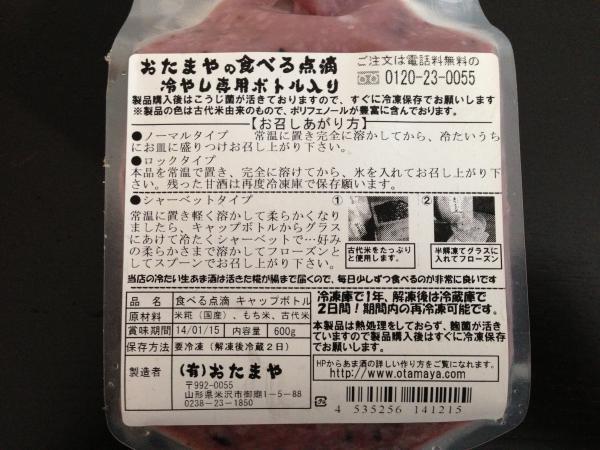 おたまやの食べる点滴
冷やし専用ボトル入り
ご注文は電話料無料の
0120-23-0055
製品購入後はこうじ菌が活きておりますので、すぐに冷凍保存でお願いします
※製品の色は古代米由来のもので、ポリフェノールが豊富に含んでおります。
【お召しあがり方】
●ノーマルタイプ 常温に置き完全に溶かしてから、冷たいうち
にお皿に盛りつけお召し上がり下さい。
●ロックタイプ
本品を常温で置き、完全に溶けてから、氷を入れてお召し上がり
下さい。残った甘酒は再度冷凍庫で保存願います。
●シャーベットタイプ
常温に置き軽く溶かして柔らかくなり
ましたら、キャップボトルからグラス
にあけて冷たくシャーベットで…好み
の柔らかさまで溶かしてフローズンと
してスプーンでお召し上がり下さい。
①
古代米をたっぷり
と使用します。
②
半解凍してグラスに
入れてフローズン
当店の冷たい生あま酒は活きた糀が腸まで届くので、毎日少しずつ食べるのが非常に良いです
品 名 食べる点滴 キャップボトル
原材料 米糀(国産)、もち米、古代米
賞味期限 14/01/15 内容量 600g
保存方法 要冷凍(解凍後冷蔵2日)
製造者 (有)おたまや
〒992-0055
山形県米沢市御廟1-5-88
0238-23-1850
冷凍庫で1年、解凍後は冷蔵庫で
2日間!期間内の再冷凍可能です。
本製品は熱処理をしておらず、麹菌が活き
ていますので製品購入後はすぐに冷凍保存
でお願いします。
HPからあま酒の詳しい作り方をご覧になれます。
http://www.otamaya.com
4 535256 141215